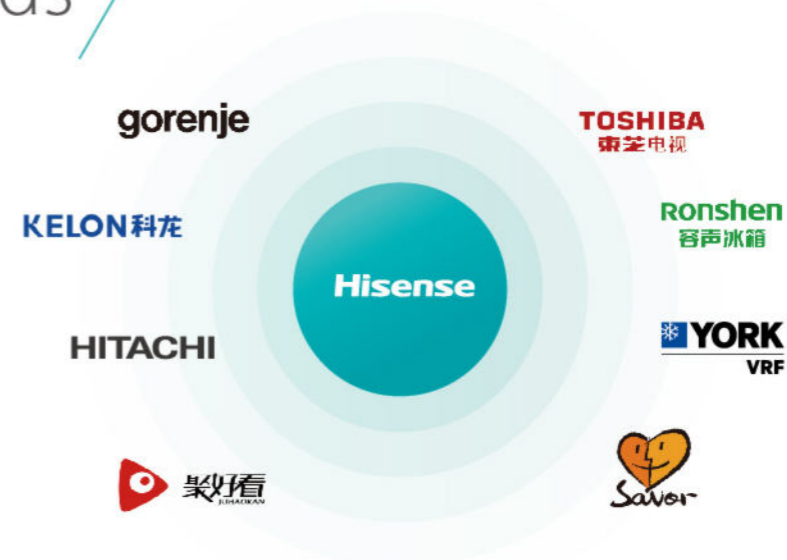 ds
gorenje
TOSHIBA
東芝电视
KELON科龙
Ronshen
容声冰箱
Hisense
HITACHI
YORK
VRF
聚好看
JUHAOKAN
Savor